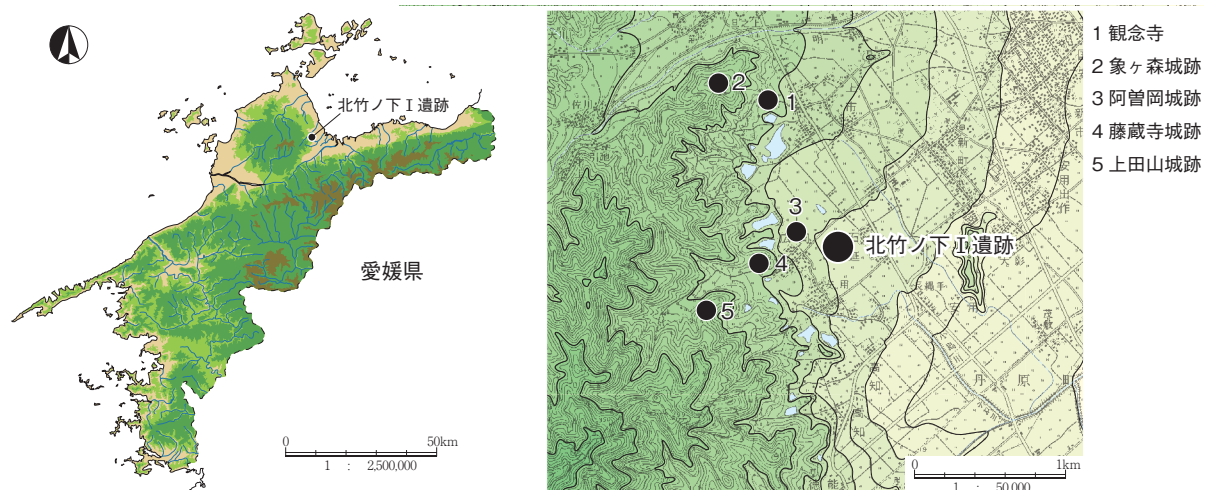 北竹ノ下Ⅰ遺跡
愛媛県
0 50km
1 : 2,500,000
2
1
3
北竹ノ下Ⅰ遺跡
4
5
丹原町
0 1km
1 : 50,000
1 観念寺
2 象ヶ森城跡
3 阿曽岡城跡
4 藤蔵寺城跡
5 上田山城跡